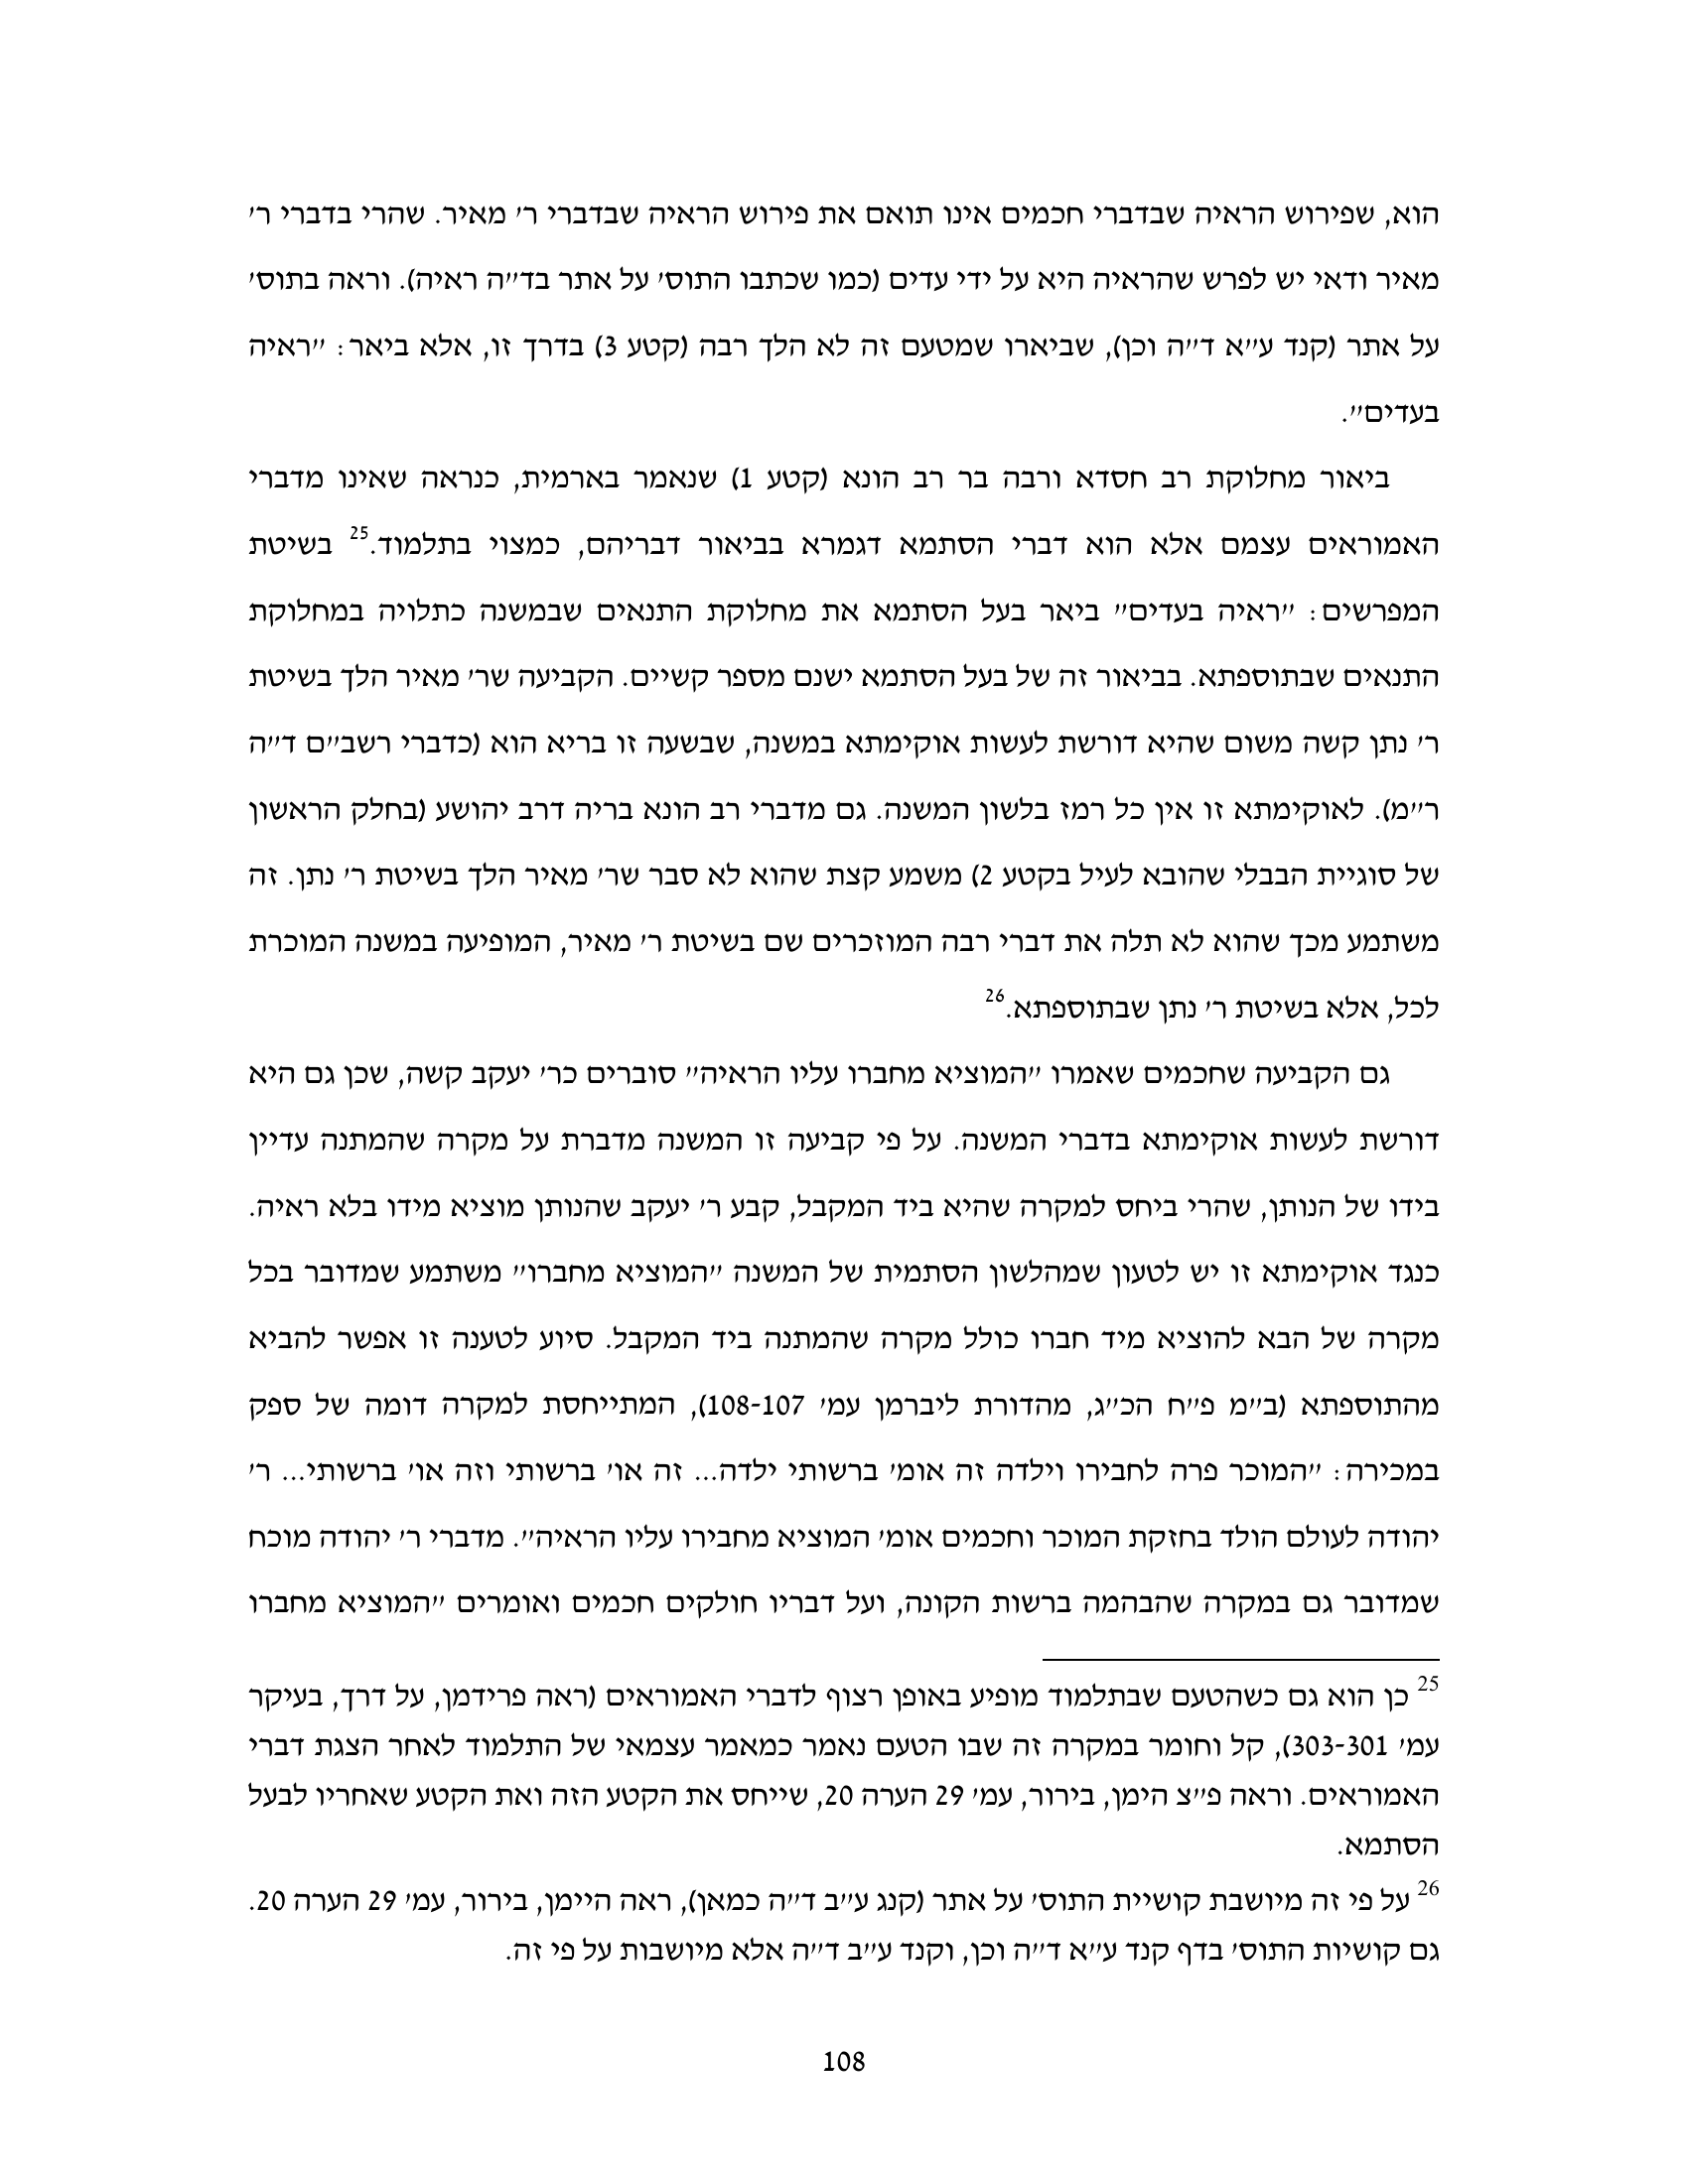 הוא, שפירוש הראיה שבדברי חכמים אינו תואם את פירוש הראיה שבדברי ר׳ מאיר. שהרי בדברי ר׳
מאיר ודאי יש לפרש שהראיה היא על ידי עדים (כמו שכתבו התוס׳ על אתר בד״ה ראיה). וראה בתוס׳
על אתר (קנד ע״א ד״ה וכן), שביארו שמטעם זה לא הלך רבה (קטע 3) בדרך זו, אלא ביאר: ״ראיה
בעדים״.
ביאור מחלוקת רב חסדא ורבה בר רב הונא (קטע 1) שנאמר בארמית, כנראה שאינו מדברי
האמוראים עצמם אלא הוא דברי הסתמא דגמרא בביאור דבריהם, כמצוי בתלמוד.25 בשיטת
המפרשים: ״ראיה בעדים״ ביאר בעל הסתמא את מחלוקת התנאים שבמשנה כתלויה במחלוקת
התנאים שבתוספתא. בביאור זה של בעל הסתמא ישנם מספר קשיים. הקביעה שר׳ מאיר הלך בשיטת
ר׳ נתן קשה משום שהיא דורשת לעשות אוקימתא במשנה, שבשעה זו בריא הוא (כדברי רשב״ם ד״ה
ר״מ). לאוקימתא זו אין כל רמז בלשון המשנה. גם מדברי רב הונא בריה דרב יהושע (בחלק הראשון
של סוגיית הבבלי שהובא לעיל בקטע 2) משמע קצת שהוא לא סבר שר׳ מאיר הלך בשיטת ר׳ נתן. זה
משתמע מכך שהוא לא תלה את דברי רבה המוזכרים שם בשיטת ר׳ מאיר, המופיעה במשנה המוכרת
לכל, אלא בשיטת ר׳ נתן שבתוספתא.26
גם הקביעה שחכמים שאמרו ״המוציא מחברו עליו הראיה״ סוברים כר׳ יעקב קשה, שכן גם היא
דורשת לעשות אוקימתא בדברי המשנה. על פי קביעה זו המשנה מדברת על מקרה שהמתנה עדיין
בידו של הנותן, שהרי ביחס למקרה שהיא ביד המקבל, קבע ר׳ יעקב שהנותן מוציא מידו בלא ראיה.
כנגד אוקימתא זו יש לטעון שמהלשון הסתמית של המשנה ״המוציא מחברו״ משתמע שמדובר בכל
מקרה של הבא להוציא מיד חברו כולל מקרה שהמתנה ביד המקבל. סיוע לטענה זו אפשר להביא
מהתוספתא (ב״מ פ״ח הכ״ג, מהדורת ליברמן עמ׳ 108-107), המתייחסת למקרה דומה של ספק
במכירה: ״המוכר פרה לחבירו וילדה זה אומ׳ ברשותי ילדה... זה או׳ ברשותי וזה או׳ ברשותי... ר׳
יהודה לעולם הולד בחזקת המוכר וחכמים אומ׳ המוציא מחבירו עליו הראיה״. מדברי ר׳ יהודה מוכח
שמדובר גם במקרה שהבהמה ברשות הקונה, ועל דבריו חולקים חכמים ואומרים ״המוציא מחברו
25 כן הוא גם כשהטעם שבתלמוד מופיע באופן רצוף לדברי האמוראים (ראה פרידמן, על דרך, בעיקר
עמ׳ 303-301), קל וחומר במקרה זה שבו הטעם נאמר כמאמר עצמאי של התלמוד לאחר הצגת דברי
האמוראים. וראה פ״צ הימן, בירור, עמ׳ 29 הערה 20, שייחס את הקטע הזה ואת הקטע שאחריו לבעל
הסתמא.
26 על פי זה מיושבת קושיית התוס׳ על אתר (קנג ע״ב ד״ה כמאן), ראה היימן, בירור, עמ׳ 29 הערה 20.
גם קושיות התוס׳ בדף קנד ע״א ד״ה וכן, וקנד ע״ב ד״ה אלא מיושבות על פי זה.
108